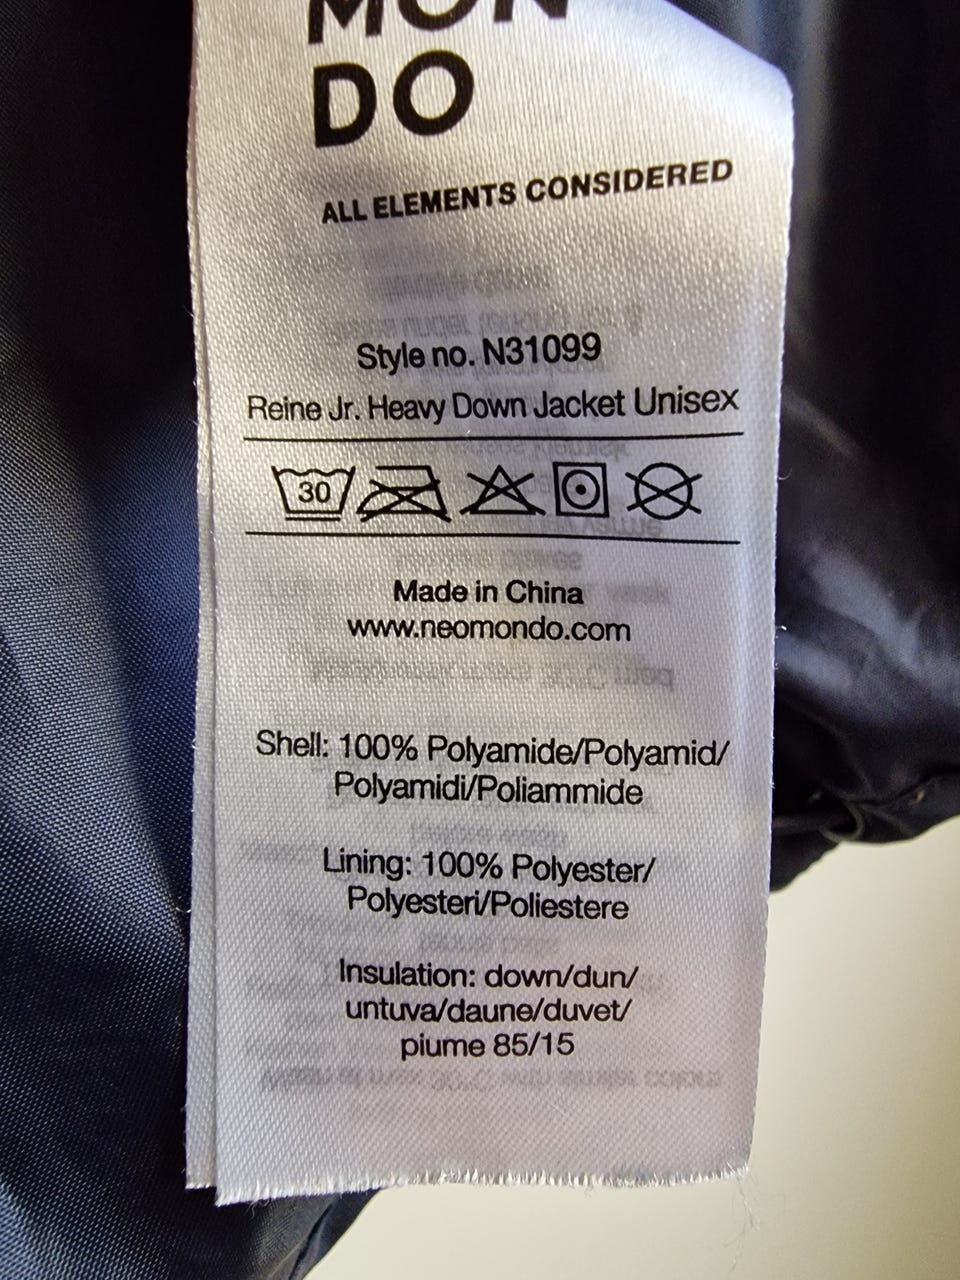 MON
DO
ALL ELEMENTS CONSIDERED
Style no. N31099
Reine Jr. Heavy Down Jacket Unisex
30
Made in China
www.neomondo.com
Shell: 100% Polyamide/Polyamid/
Polyamidi/Poliammide
Lining: 100% Polyester/
Polyesteri/Poliestere
Insulation: down/dun/
untuva/daune/duvet/
piume 85/15